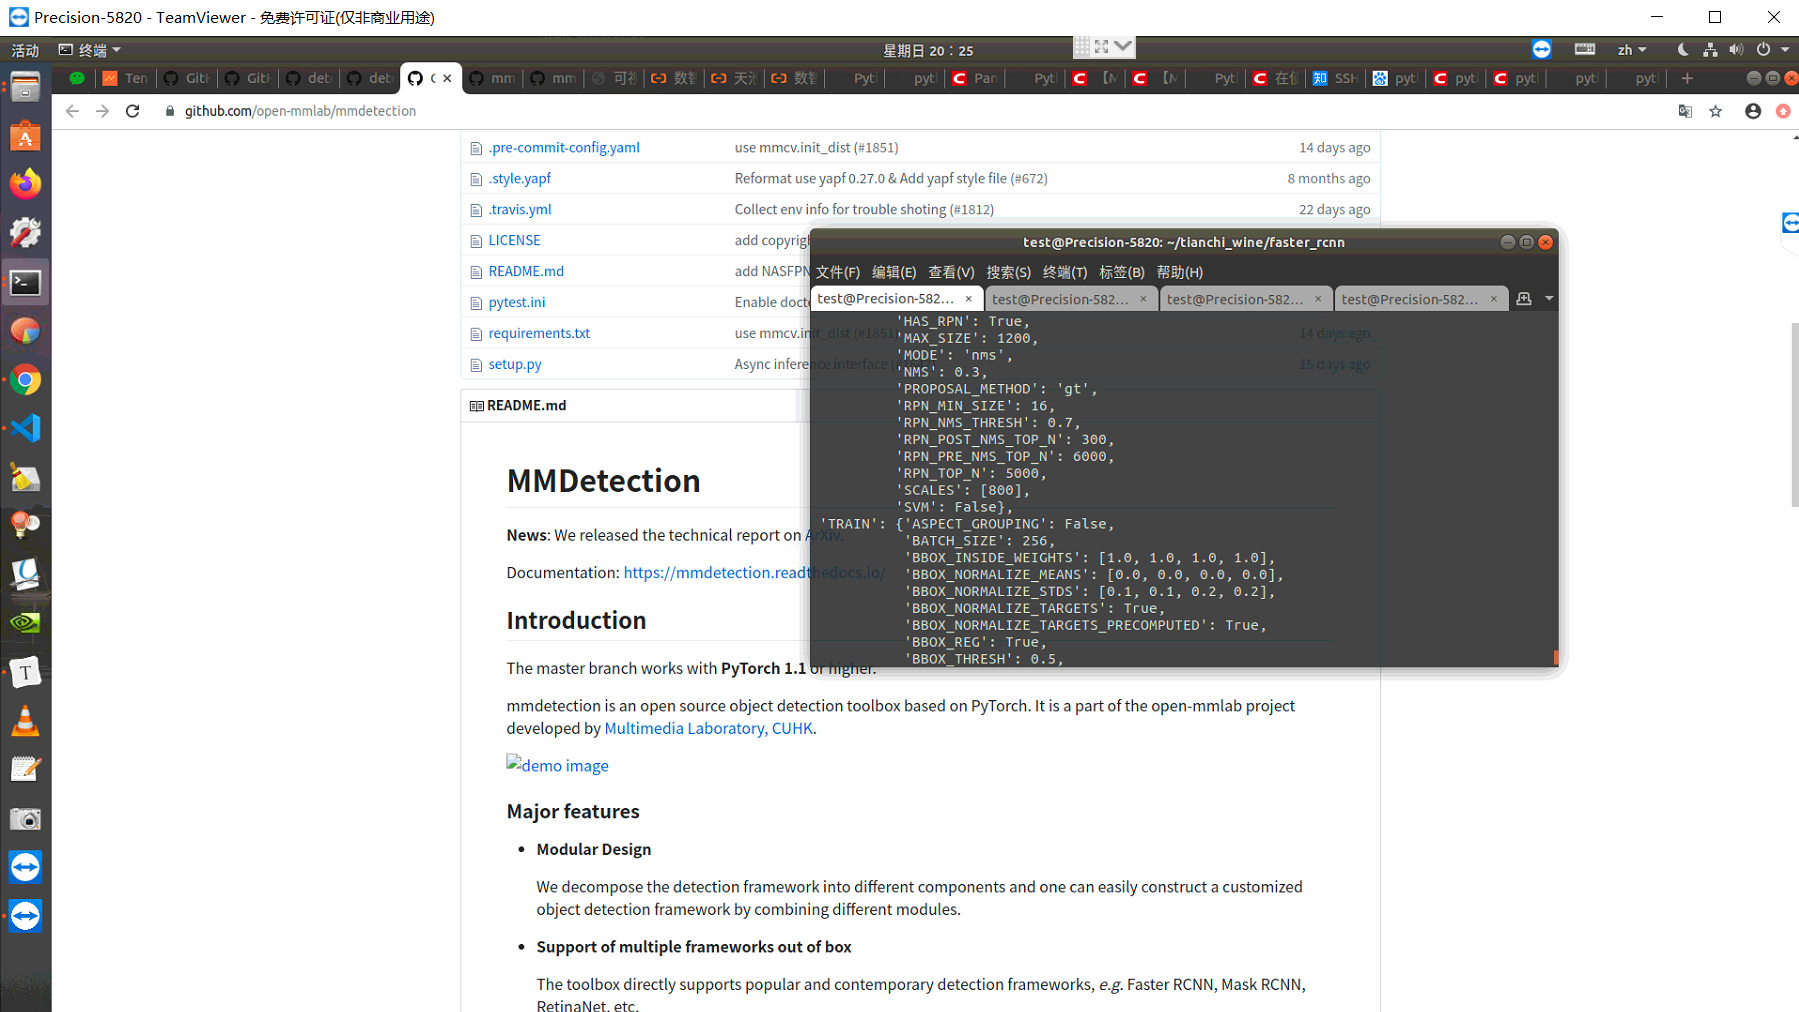 Precision-5820 - TeamViewer - 免费许可证(仅非商业用途)
活动 终端 星期日 20：25 zh
Ten GitH GitH dete dete mm mm 可视 数智 天池 数智 Pytl pytl Pan Pytl 【M 【M Pytl 在使 SSH pytl pytl pytl pytl pytl
github.com/open-mmlab/mmdetection
.pre-commit-config.yaml use mmcv.init_dist (#1851) 14 days ago
.style.yapf Reformat use yapf 0.27.0 & Add yapf style file (#672) 8 months ago
.travis.yml Collect env info for trouble shoting (#1812) 22 days ago
LICENSE add copyrig
README.md add NASFPN
pytest.ini Enable docte
requirements.txt use mmcv.init_dist (#1851) 14 days ago
setup.py Async inference interface 15 days ago
README.md
MMDetection
News: We released the technical report on ArXiv.
Documentation: https://mmdetection.readthedocs.io/
Introduction
The master branch works with PyTorch 1.1 or higher.
mmdetection is an open source object detection toolbox based on PyTorch. It is a part of the open-mmlab project
developed by Multimedia Laboratory, CUHK.
demo image
Major features
• Modular Design
We decompose the detection framework into different components and one can easily construct a customized
object detection framework by combining different modules.
• Support of multiple frameworks out of box
The toolbox directly supports popular and contemporary detection frameworks, e.g. Faster RCNN, Mask RCNN,
RetinaNet, etc.
test@Precision-5820: ~/tianchi_wine/faster_rcnn
文件(F) 编辑(E) 查看(V) 搜索(S) 终端(T) 标签(B) 帮助(H)
test@Precision-582... test@Precision-582... test@Precision-582... test@Precision-582...
'HAS_RPN': True,
'MAX_SIZE': 1200,
'MODE': 'nms',
'NMS': 0.3,
'PROPOSAL_METHOD': 'gt',
'RPN_MIN_SIZE': 16,
'RPN_NMS_THRESH': 0.7,
'RPN_POST_NMS_TOP_N': 300,
'RPN_PRE_NMS_TOP_N': 6000,
'RPN_TOP_N': 5000,
'SCALES': [800],
'SVM': False},
'TRAIN': {'ASPECT_GROUPING': False,
'BATCH_SIZE': 256,
'BBOX_INSIDE_WEIGHTS': [1.0, 1.0, 1.0, 1.0],
'BBOX_NORMALIZE_MEANS': [0.0, 0.0, 0.0, 0.0],
'BBOX_NORMALIZE_STDS': [0.1, 0.1, 0.2, 0.2],
'BBOX_NORMALIZE_TARGETS': True,
'BBOX_NORMALIZE_TARGETS_PRECOMPUTED': True,
'BBOX_REG': True,
'BBOX_THRESH': 0.5,